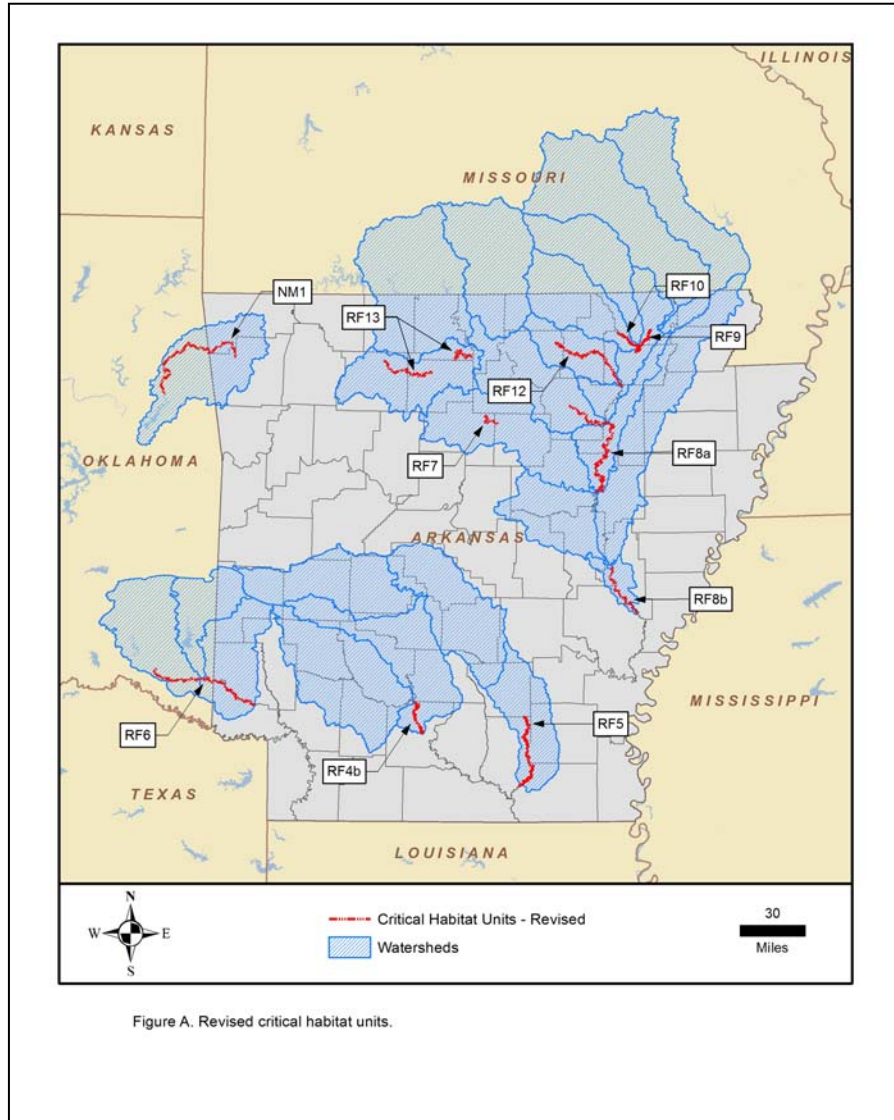 ILLINOIS
KANSAS
MISSOURI
NM1
RF13
RF10
RF9
RF12
OKLAHOMA
RF7
RF8a
ARKANSAS
RF8b
MISSISSIPPI
RF6
RF5
RF4b
TEXAS
LOUISIANA
N
W E
S
Critical Habitat Units - Revised
Watersheds
30
Miles
Figure A. Revised critical habitat units.